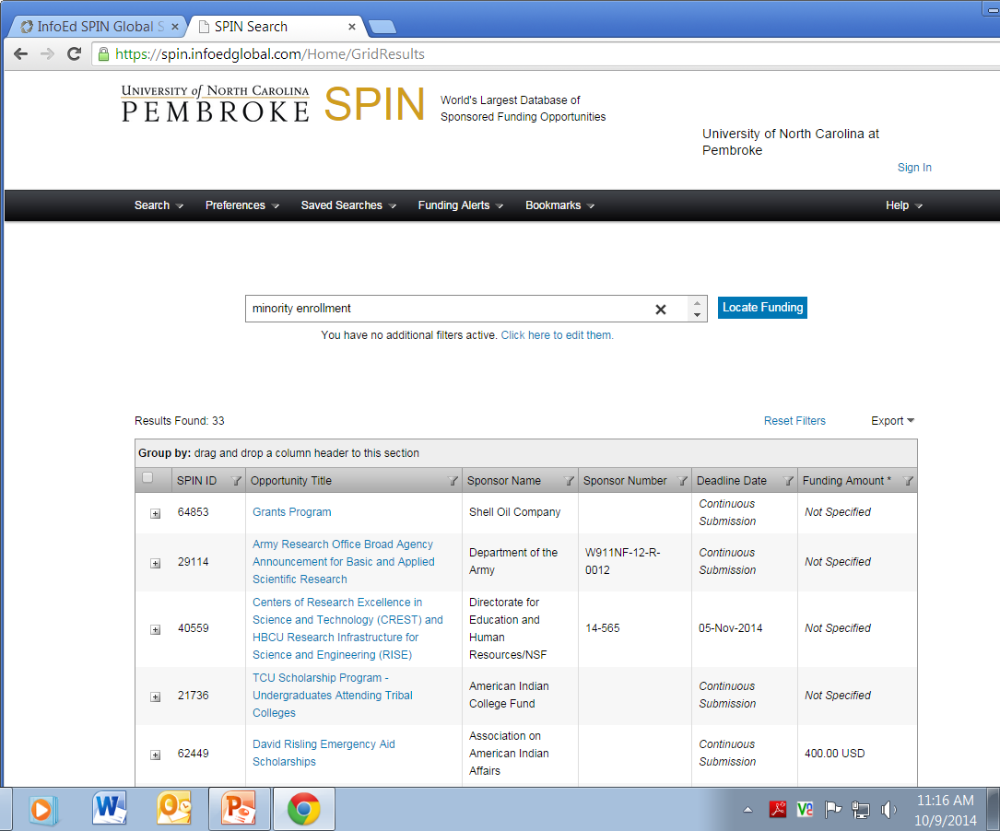 InfoEd SPIN Global S
SPIN Search
https://spin.infoedglobal.com/Home/GridResults
University of North Carolina
PEMBROKE
SPIN
World's Largest Database of
Sponsored Funding Opportunities
University of North Carolina at
Pembroke
Sign In
Search Preferences Saved Searches Funding Alerts Bookmarks Help
minority enrollment
Locate Funding
You have no additional filters active. Click here to edit them.
Results Found: 33
Reset Filters
Export
Group by: drag and drop a column header to this section
SPIN ID Opportunity Title Sponsor Name Sponsor Number Deadline Date Funding Amount *
64853
Grants Program
Shell Oil Company
Continuous
Submission
Not Specified
29114
Army Research Office Broad Agency
Announcement for Basic and Applied
Scientific Research
Department of the
Army
W911NF-12-R-
0012
Continuous
Submission
Not Specified
40559
Centers of Research Excellence in
Science and Technology (CREST) and
HBCU Research Infrastructure for
Science and Engineering (RISE)
Directorate for
Education and
Human
Resources/NSF
14-565
05-Nov-2014
Not Specified
21736
TCU Scholarship Program -
Undergraduates Attending Tribal
Colleges
American Indian
College Fund
Continuous
Submission
Not Specified
62449
David Risling Emergency Aid
Scholarships
Association on
American Indian
Affairs
Continuous
Submission
400.00 USD
11:16 AM
10/9/2014